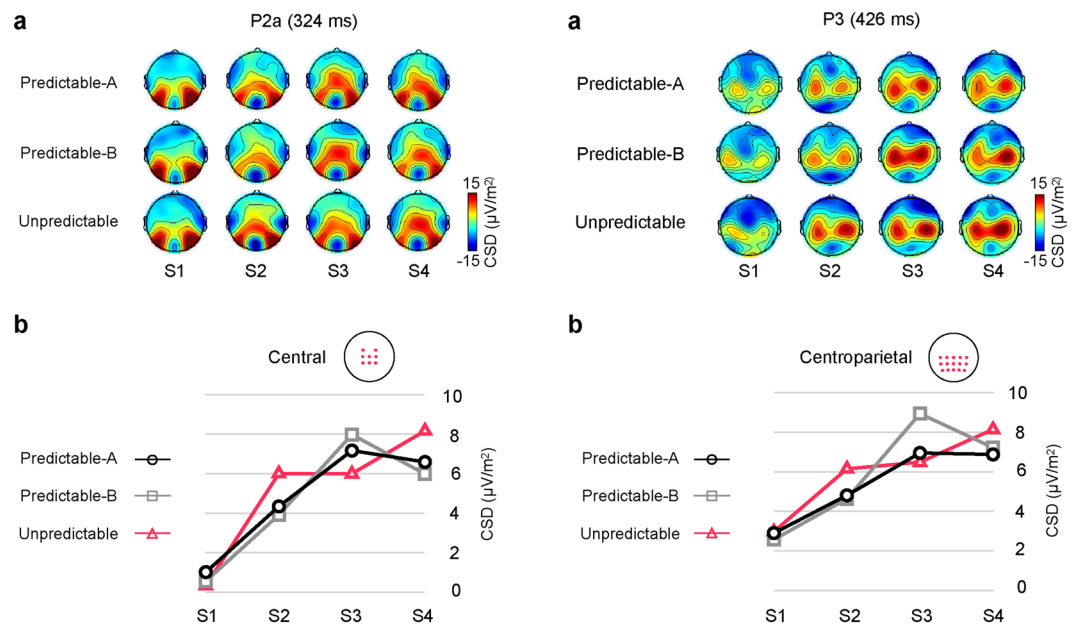 a
P2a (324 ms)
Predictable-A
Predictable-B
Unpredictable
S1 S2 S3 S4
15
-15
CSD (µV/m²)
b
Central
10
8
6
4
2
0
CSD (µV/m²)
Predictable-A
Predictable-B
Unpredictable
S1 S2 S3 S4
a
P3 (426 ms)
Predictable-A
Predictable-B
Unpredictable
S1 S2 S3 S4
15
-15
CSD (µV/m²)
b
Centroparietal
10
8
6
4
2
0
CSD (µV/m²)
Predictable-A
Predictable-B
Unpredictable
S1 S2 S3 S4